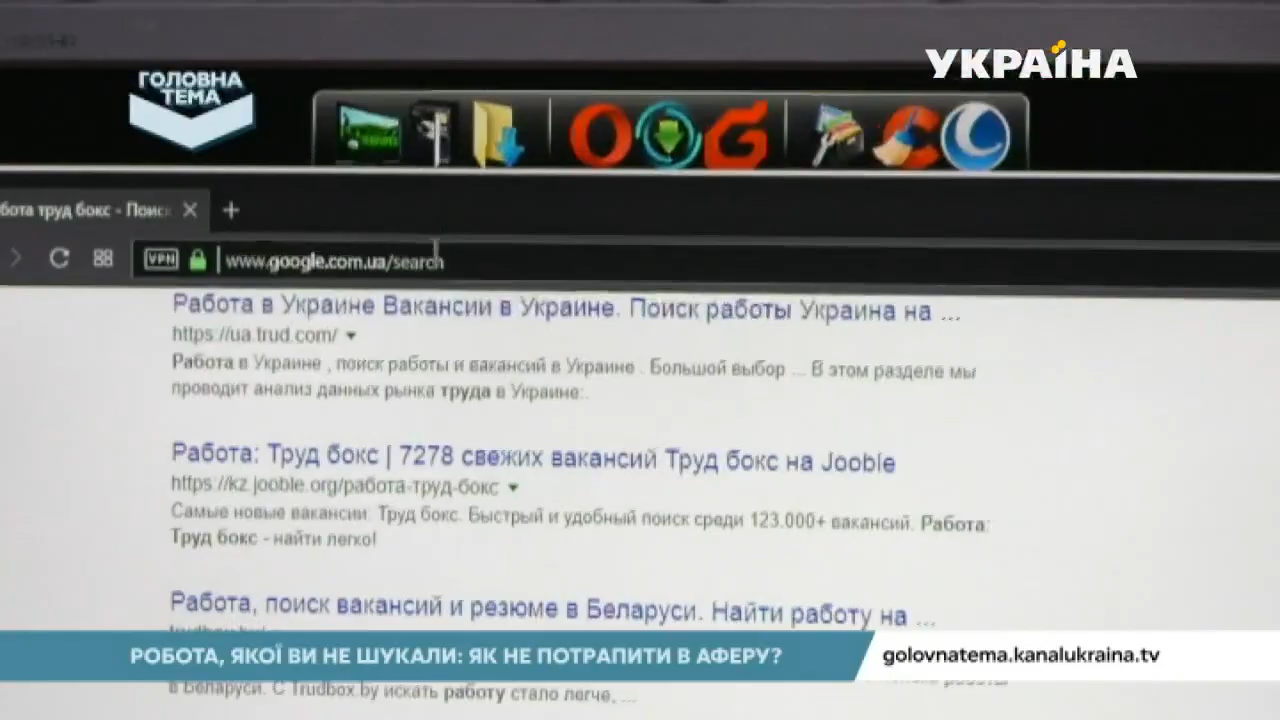 ГОЛОВНА
ТЕМА
УКРАЇНА
бота труд бокс - Поиск
VPN
www.google.com.ua/search
Работа в Украине Вакансии в Украине. Поиск работы Украина на ...
https://ua.trud.com/
Работа в Украине , поиск работы и вакансий в Украине . Большой выбор ... В этом разделе мы
проводит анализ данных рынка труда в Украине:.
Работа: Труд бокс | 7278 свежих вакансий Труд бокс на Jooble
https://kz.jooble.org/работа-труд-бокс
Самые новые вакансии: Труд бокс. Быстрый и удобный поиск среди 123.000+ вакансий. Работа:
Труд бокс - найти легко!
Работа, поиск вакансий и резюме в Беларуси. Найти работу на ...
РОБОТА, ЯКОЇ ВИ НЕ ШУКАЛИ: ЯК НЕ ПОТРАПИТИ В АФЕРУ?
golovnatema.kanalukraina.tv
в Беларуси. С Trudbox.by искать работу стало легче, ...